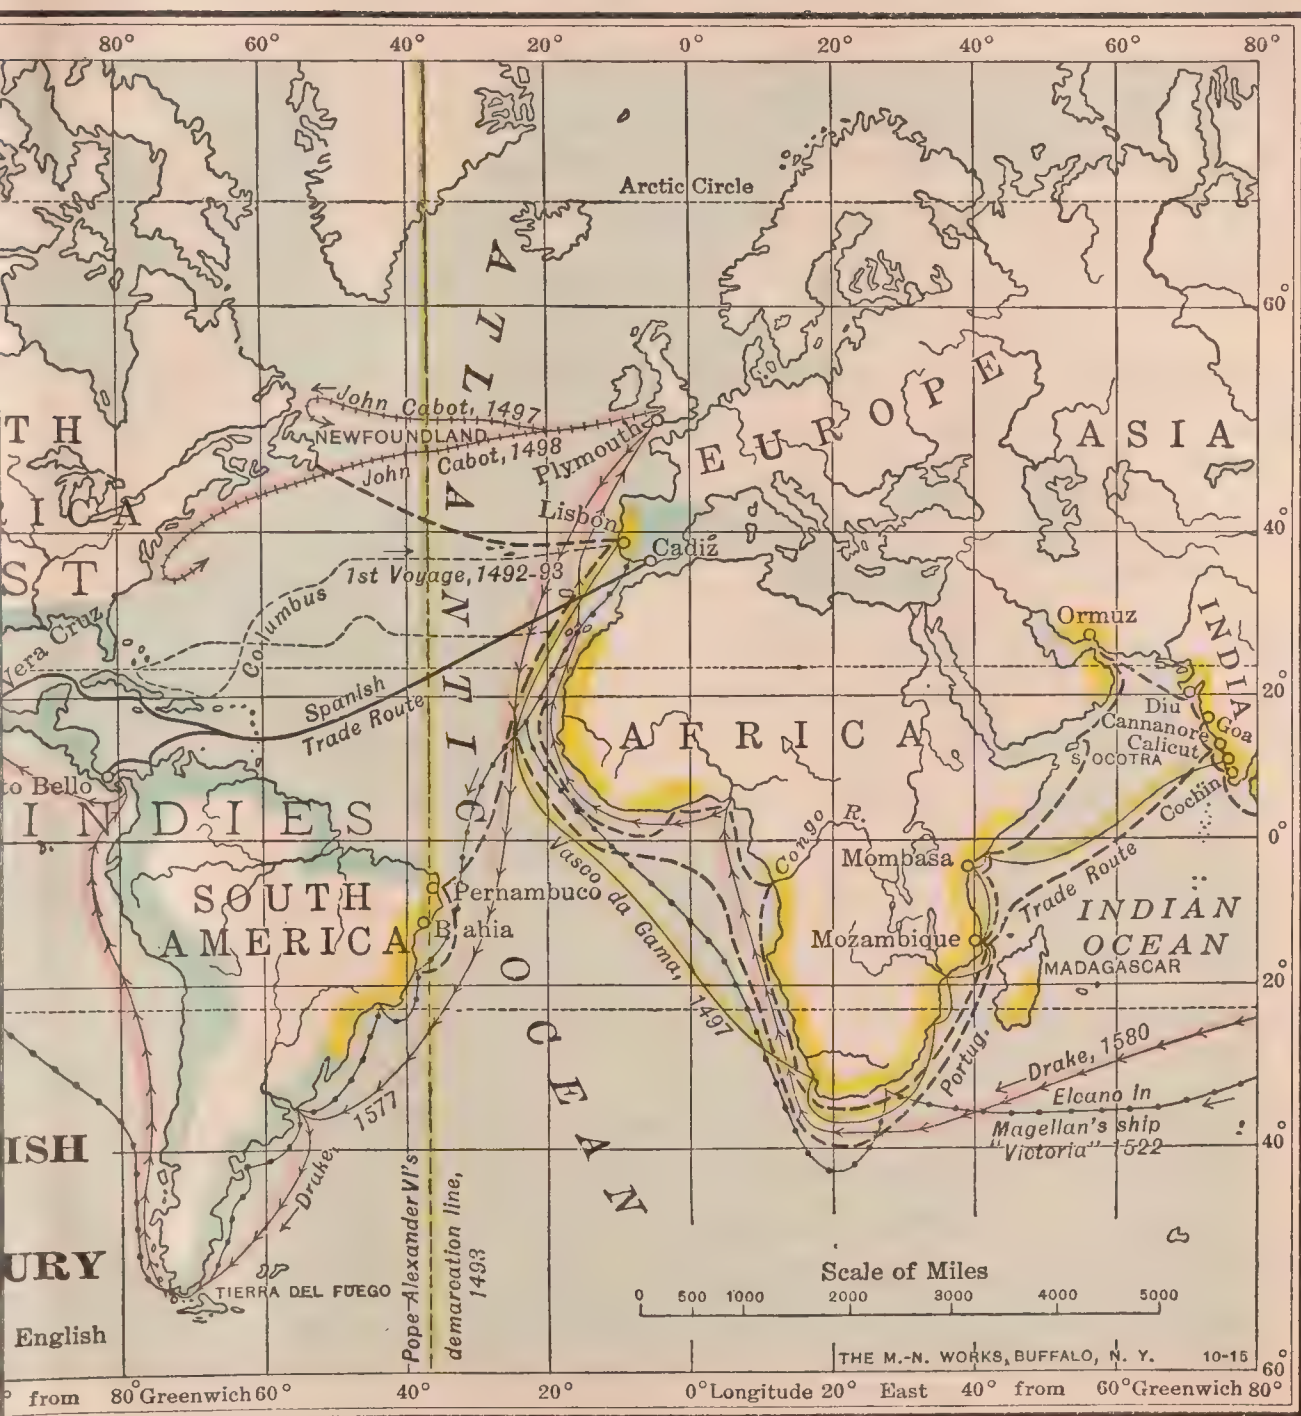 80° 60° 40° 20° 0° 20° 40° 60° 80°
Arctic Circle
60°
ATLANTIC OCEAN
EUROPE
ASIA
John Cabot, 1497
NEWFOUNDLAND
John Cabot, 1498
Plymouth
TH
RICA
ST
Lisbon
40°
Cadiz
1st Voyage, 1492-93
Columbus
Vera Cruz
Ormuz
INDIA
Spanish
Trade Route
20°
Diu
Cannanore
Goa
Calicut
SOCOTRA
Cochin
AFRICA
to Bello
INDIES
Congo R.
0°
Mombasa
Vasco da Gama, 1497
Trade Route
SOUTH
AMERICA
Pernambuco
Bahia
INDIAN
OCEAN
Mozambique
MADAGASCAR
20°
Portug.
Drake, 1580
Elcano in
Magellan's ship
"Victoria" 1522
1577
Drake,
ISH
40°
Pope Alexander VI's
demarcation line,
1493
URY
TIERRA DEL FUEGO
English
Scale of Miles
0 500 1000 2000 3000 4000 5000
THE M.-N. WORKS, BUFFALO, N. Y. 10-15
60°
° from 80° Greenwich 60° 40° 20° 0° Longitude 20° East 40° from 60° Greenwich 80°